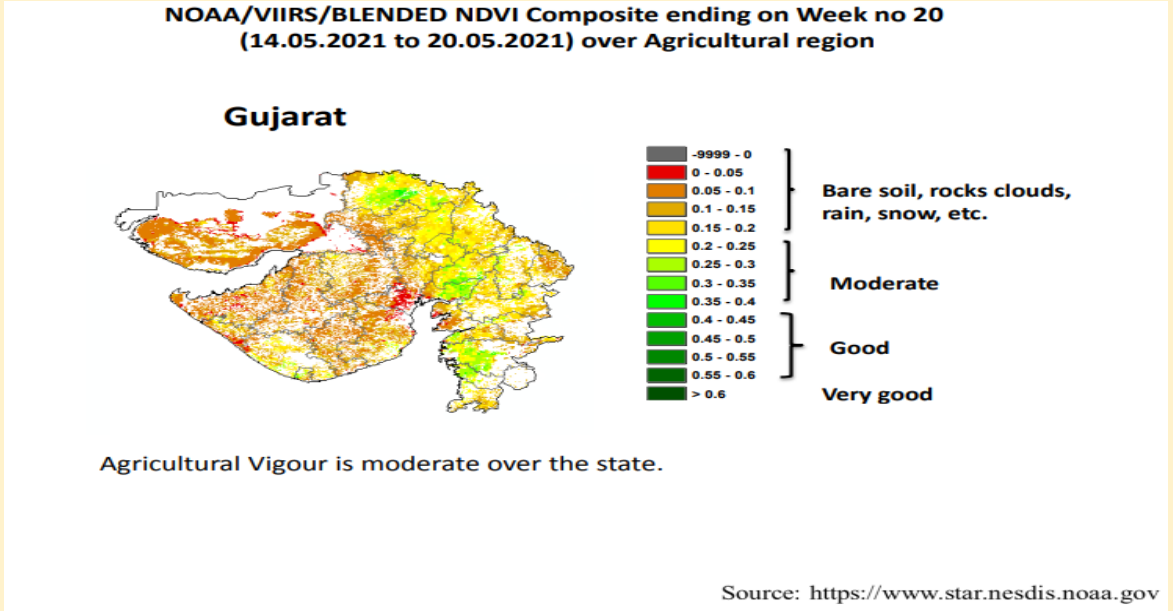 NOAA/VIIRS/BLENDED NDVI Composite ending on Week no 20
(14.05.2021 to 20.05.2021) over Agricultural region
Gujarat
-9999 - 0
0 - 0.05
0.05 - 0.1
0.1 - 0.15
0.15 - 0.2
0.2 - 0.25
0.25 - 0.3
0.3 - 0.35
0.35 - 0.4
0.4 - 0.45
0.45 - 0.5
0.5 - 0.55
0.55 - 0.6
> 0.6
Bare soil, rocks clouds,
rain, snow, etc.
Moderate
Good
Very good
Agricultural Vigour is moderate over the state.
Source: https://www.star.nesdis.noaa.gov